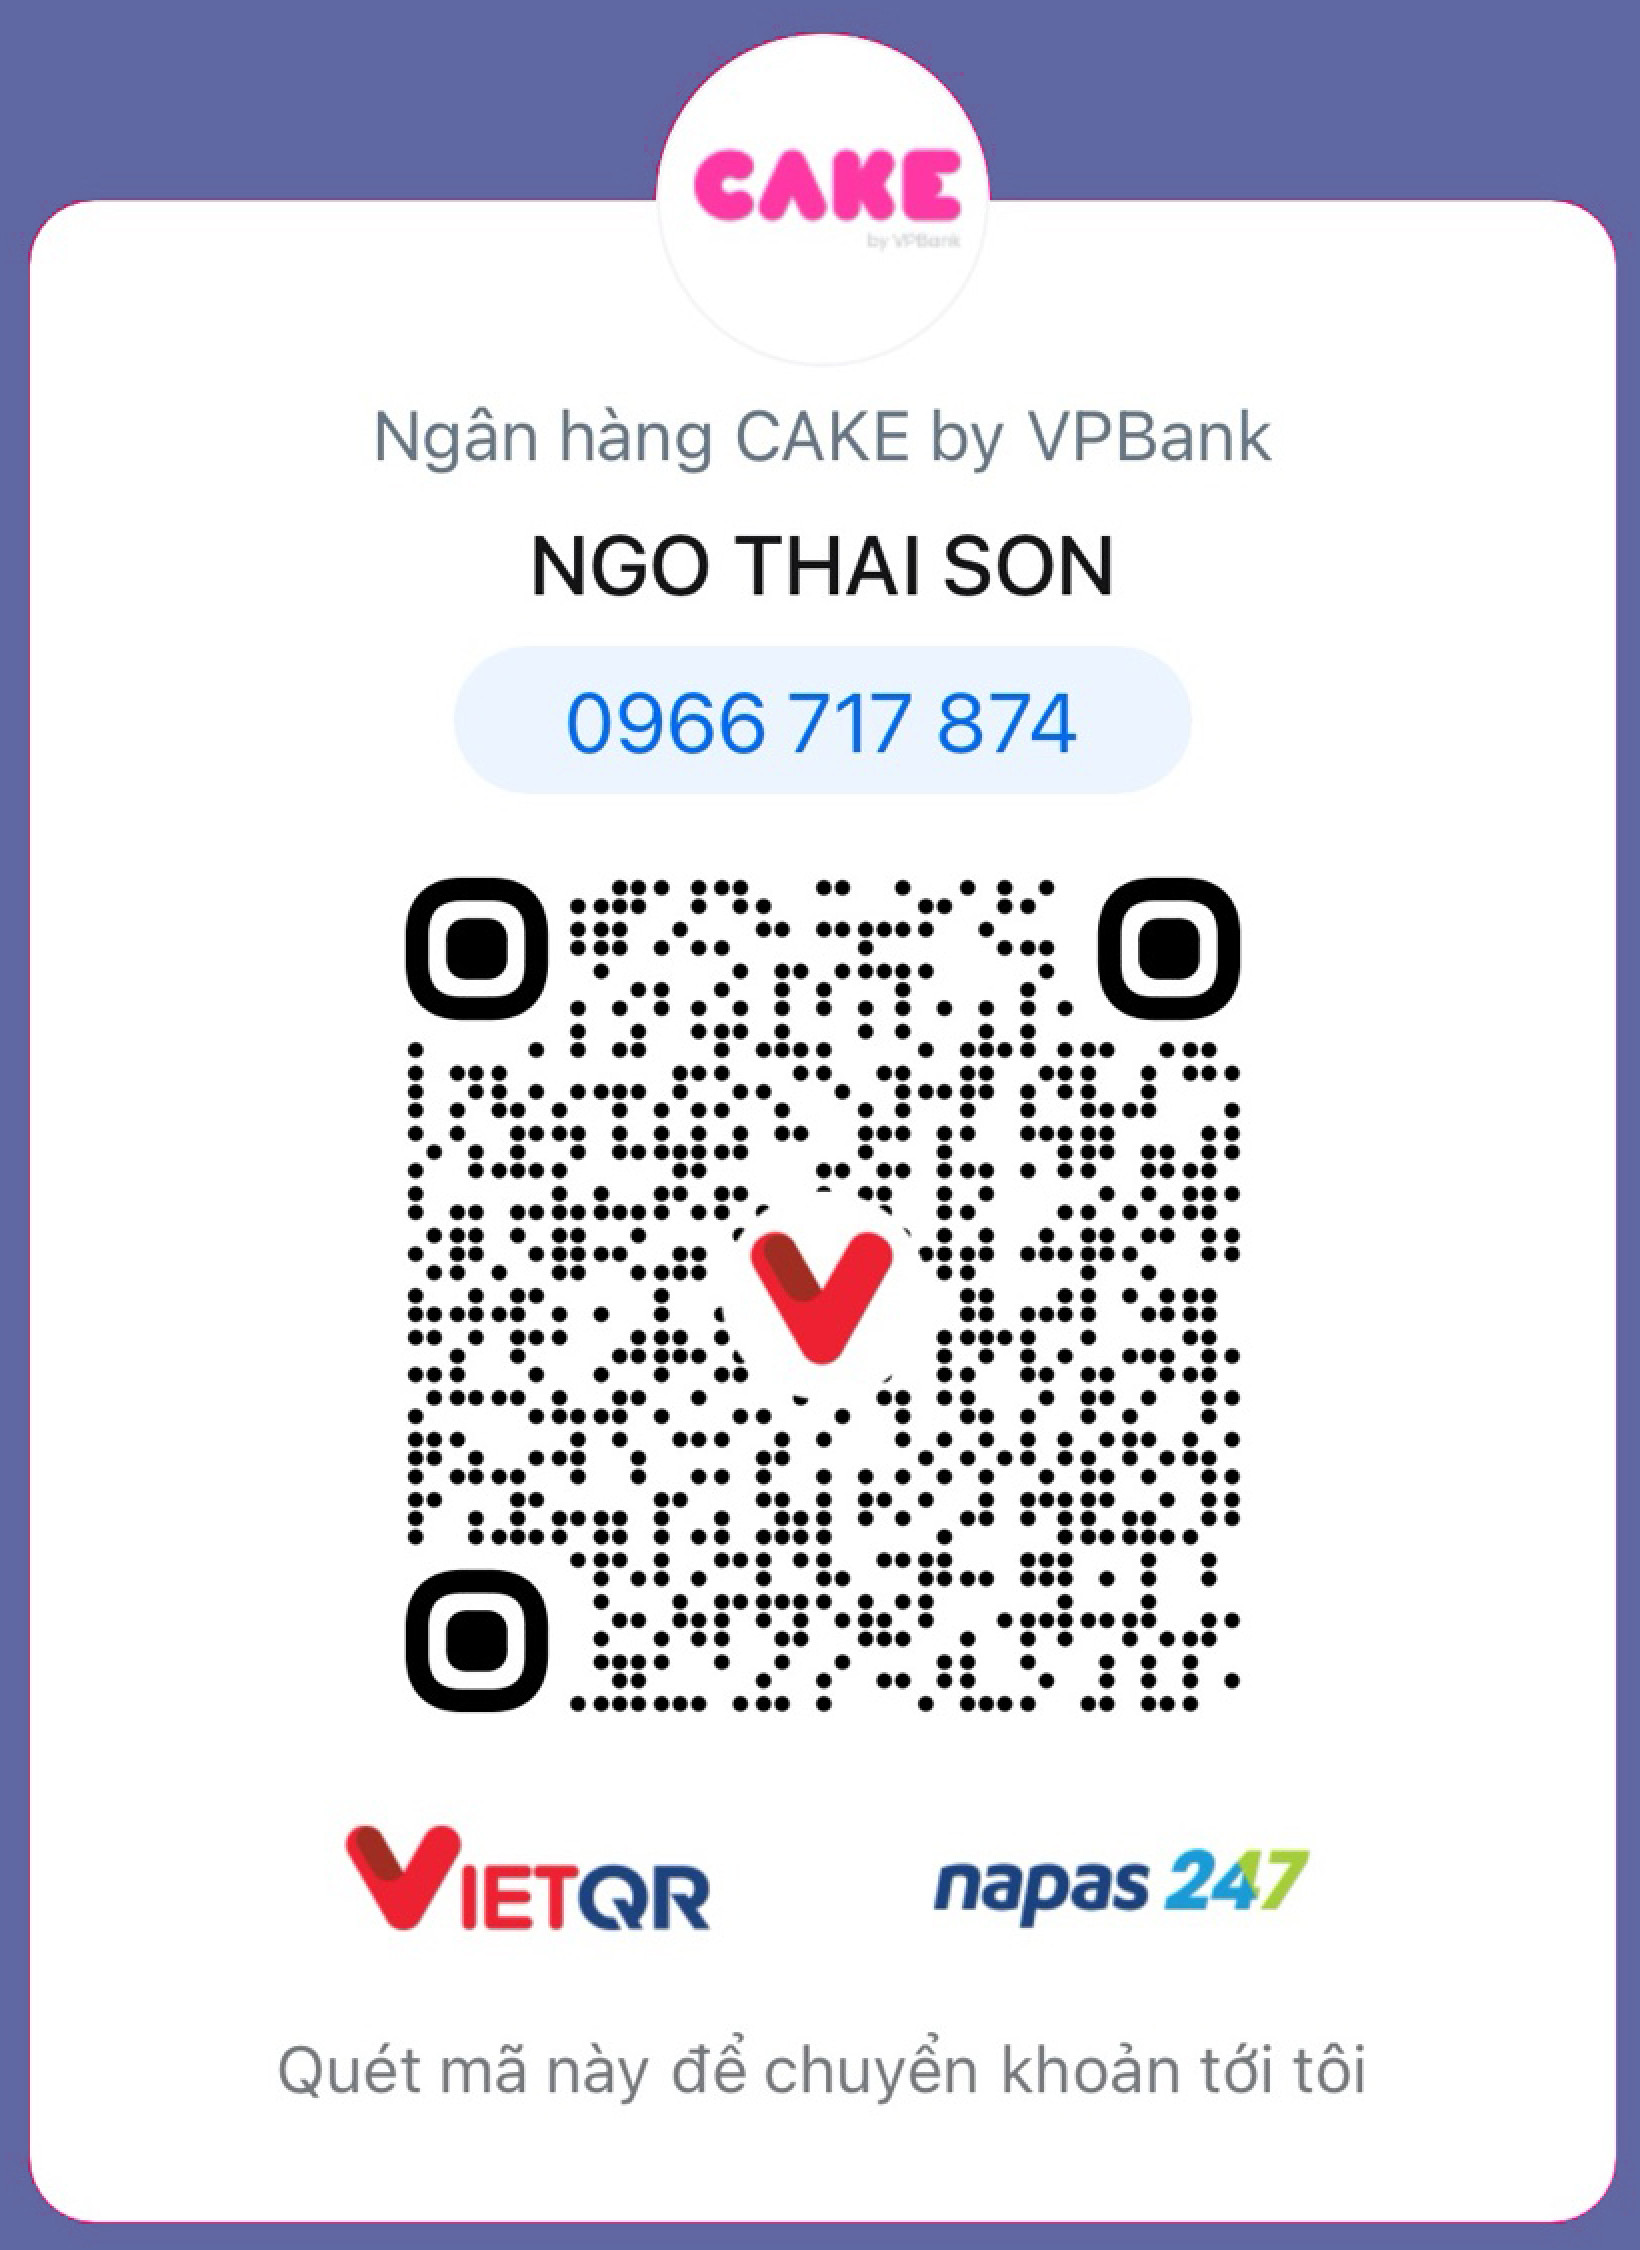 CAKE
by VPBank
Ngân hàng CAKE by VPBank
NGO THAI SON
0966 717 874
VIETQR
napas 247
Quét mã này để chuyển khoản tới tôi